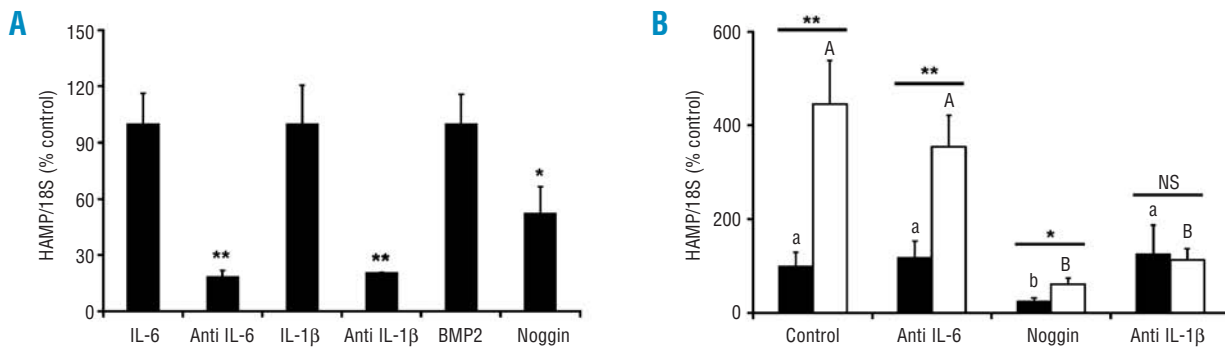 A
HAMP/18S (% control)
150
120
90
60
30
0
**
**
*
IL-6 Anti IL-6 IL-1β Anti IL-1β BMP2 Noggin
B
HAMP/18S (% control)
600
400
200
0
**
A
a
**
A
a
*
b B
NS
a B
Control Anti IL-6 Noggin Anti IL-1β